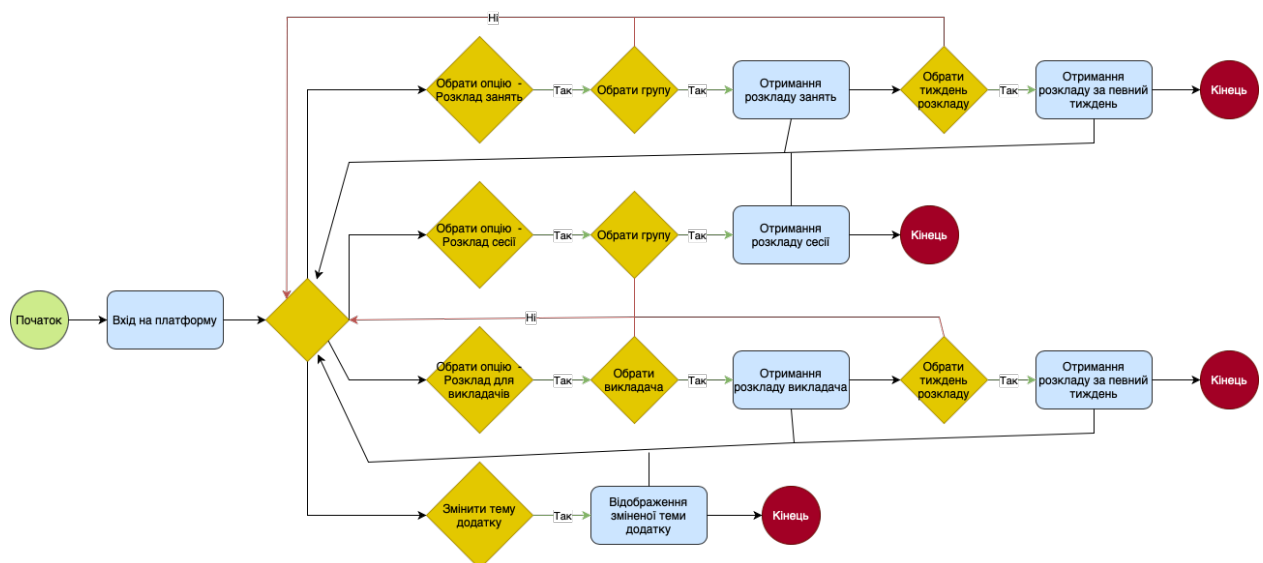 Ні
Обрати опцію -
Розклад занять
Так
Обрати групу
Так
Отримання
розкладу занять
Обрати
тиждень
розкладу
Так
Отримання
розкладу за певний
тиждень
Кінець
Обрати опцію -
Розклад сесії
Так
Обрати групу
Так
Отримання
розкладу сесії
Кінець
Початок
Вхід на платформу
Ні
Обрати опцію -
Розклад для
викладачів
Так
Обрати
викладача
Так
Отримання
розкладу викладача
Обрати
тиждень
розкладу
Так
Отримання
розкладу за певний
тиждень
Кінець
Змінити тему
додатку
Так
Відображення
зміненої теми
додатку
Кінець